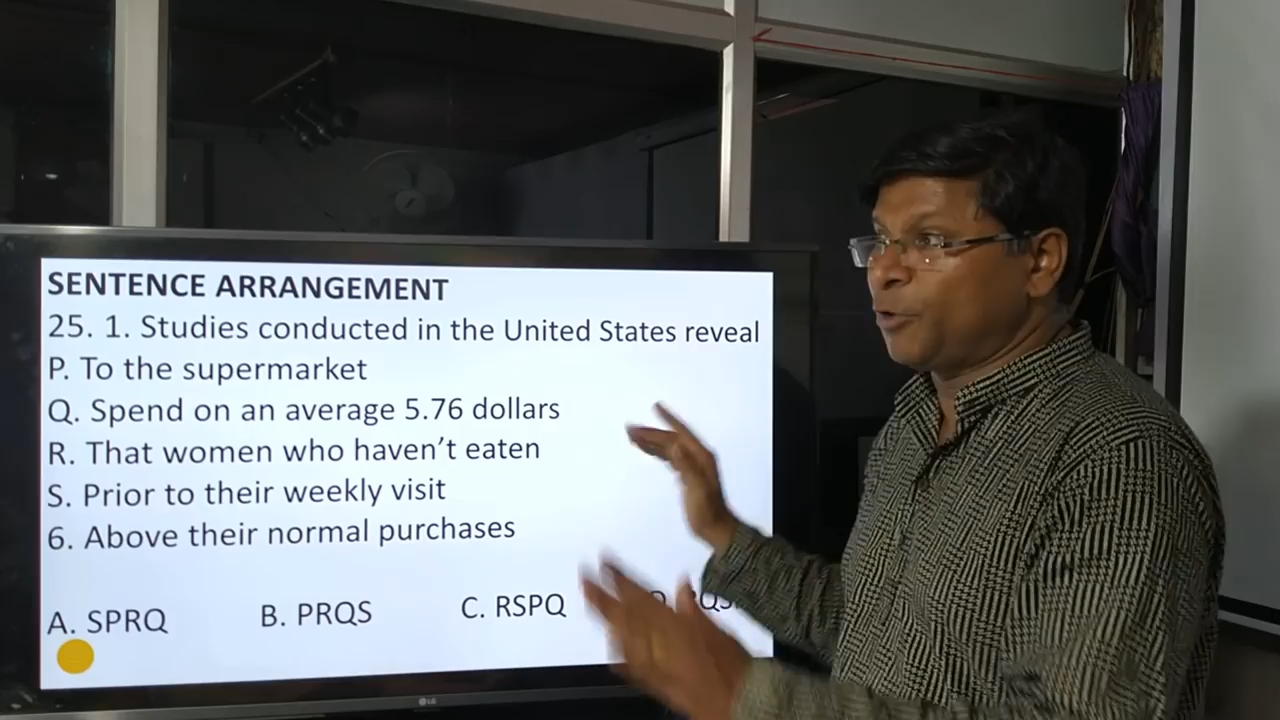 SENTENCE ARRANGEMENT
25. 1. Studies conducted in the United States reveal
P. To the supermarket
Q. Spend on an average 5.76 dollars
R. That women who haven't eaten
S. Prior to their weekly visit
6. Above their normal purchases
A. SPRQ B. PRQS C. RSPQ
LG